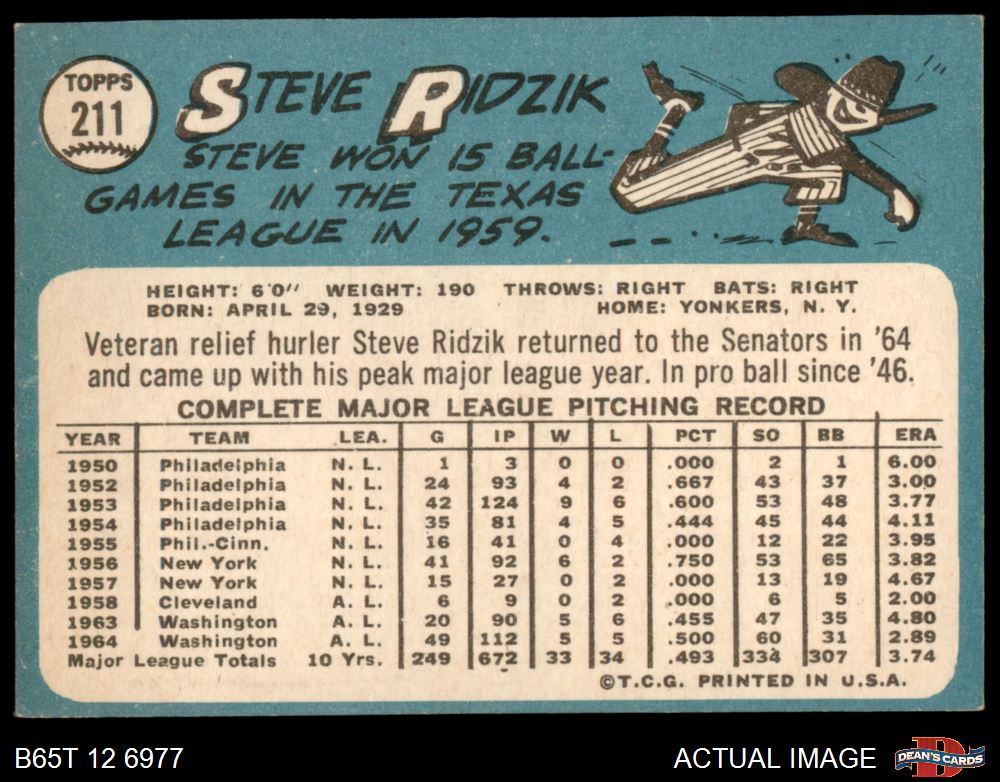 TOPPS
211
STEVE RIDZIK
STEVE WON 15 BALL-
GAMES IN THE TEXAS
LEAGUE IN 1959.
HEIGHT: 6'0" WEIGHT: 190 THROWS: RIGHT BATS: RIGHT
BORN: APRIL 29, 1929 HOME: YONKERS, N. Y.
Veteran relief hurler Steve Ridzik returned to the Senators in '64
and came up with his peak major league year. In pro ball since '46.
COMPLETE MAJOR LEAGUE PITCHING RECORD
YEAR TEAM LEA. G IP W L PCT SO BB ERA
1950 Philadelphia N. L. 1 3 0 0 .000 2 1 6.00
1952 Philadelphia N. L. 24 93 4 2 .667 43 37 3.00
1953 Philadelphia N. L. 42 124 9 6 .600 53 48 3.77
1954 Philadelphia N. L. 35 81 4 5 .444 45 44 4.11
1955 Phil.-Cinn. N. L. 16 41 0 4 .000 12 22 3.95
1956 New York N. L. 41 92 6 2 .750 53 65 3.82
1957 New York N. L. 15 27 0 2 .000 13 19 4.67
1958 Cleveland A. L. 6 9 0 2 .000 6 5 2.00
1963 Washington A. L. 20 90 5 6 .455 47 35 4.80
1964 Washington A. L. 49 112 5 5 .500 60 31 2.89
Major League Totals 10 Yrs. 249 672 33 34 .493 334 307 3.74
©T.C.G. PRINTED IN U.S.A.
B65T 12 6977 ACTUAL IMAGE
DEAN'S CARDS